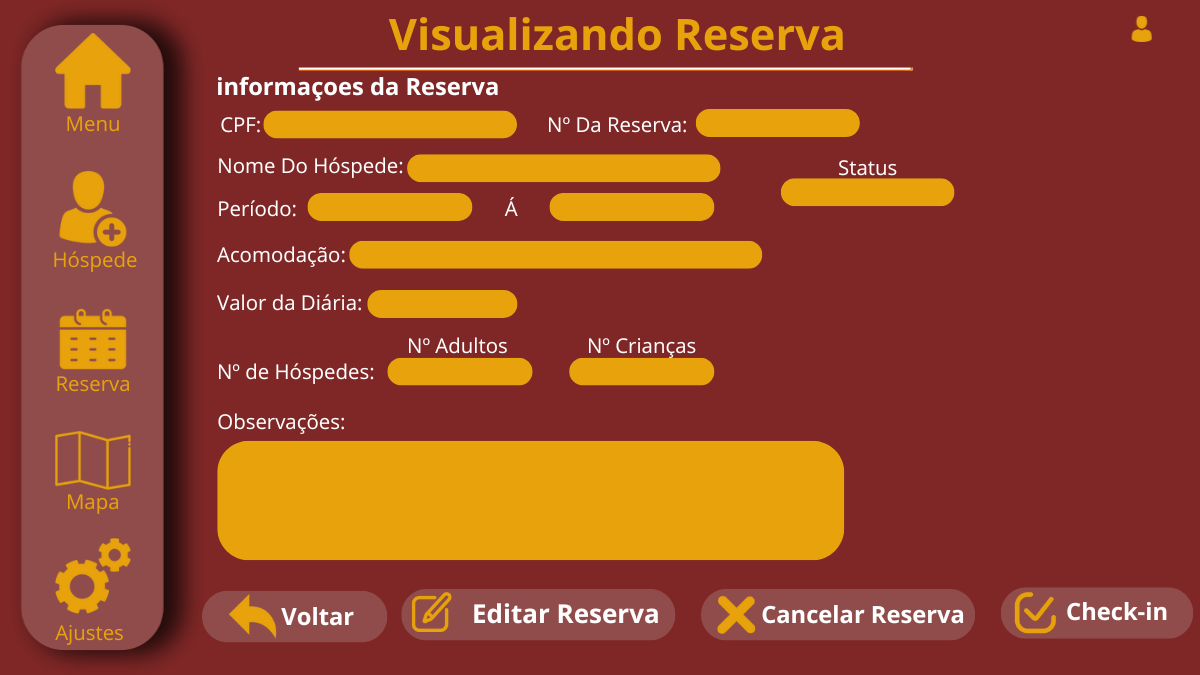 Visualizando Reserva
informaçoes da Reserva
CPF:
Nº Da Reserva:
Nome Do Hóspede:
Status
Período:
Á
Acomodação:
Valor da Diária:
Nº Adultos
Nº Crianças
Nº de Hóspedes:
Observações:
Menu
Hóspede
Reserva
Mapa
Ajustes
Voltar
Editar Reserva
Cancelar Reserva
Check-in